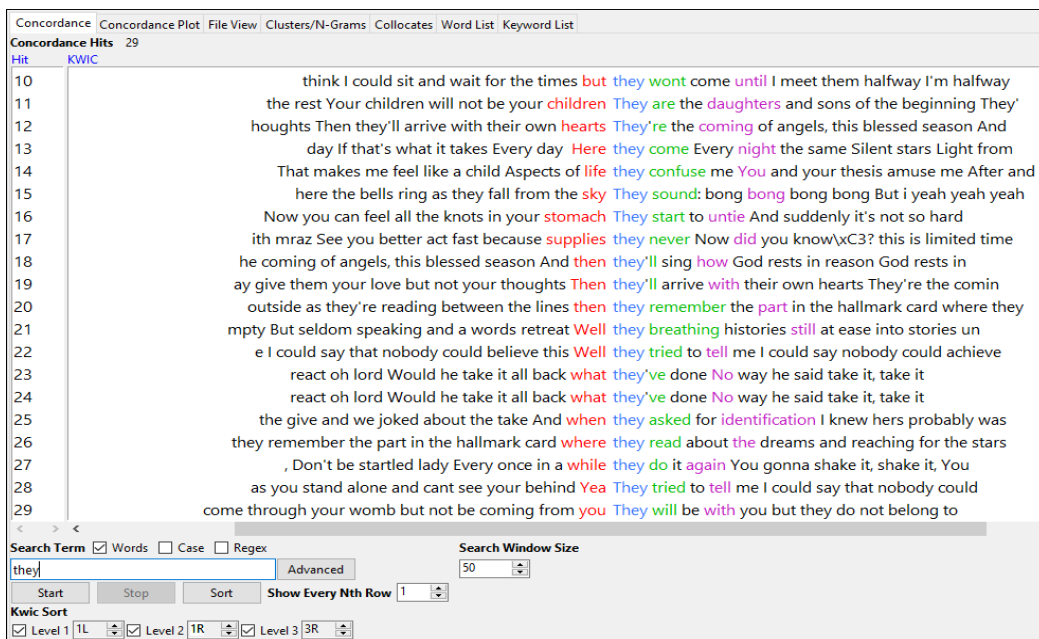 Concordance Concordance Plot File View Clusters/N-Grams Collocates Word List Keyword List
Concordance Hits 29
Hit KWIC
10 think I could sit and wait for the times but they wont come until I meet them halfway I'm halfway
11 the rest Your children will not be your children They are the daughters and sons of the beginning They'
12 houghts Then they'll arrive with their own hearts They're the coming of angels, this blessed season And
13 day If that's what it takes Every day Here they come Every night the same Silent stars Light from
14 That makes me feel like a child Aspects of life they confuse me You and your thesis amuse me After and
15 here the bells ring as they fall from the sky They sound: bong bong bong bong But i yeah yeah yeah
16 Now you can feel all the knots in your stomach They start to untie And suddenly it's not so hard
17 ith mraz See you better act fast because supplies they never Now did you know\xC3? this is limited time
18 he coming of angels, this blessed season And then they'll sing how God rests in reason God rests in
19 ay give them your love but not your thoughts Then they'll arrive with their own hearts They're the comin
20 outside as they're reading between the lines then they remember the part in the hallmark card where they
21 mpty But seldom speaking and a words retreat Well they breathing histories still at ease into stories un
22 e I could say that nobody could believe this Well they tried to tell me I could say nobody could achieve
23 react oh lord Would he take it all back what they've done No way he said take it, take it
24 react oh lord Would he take it all back what they've done No way he said take it, take it
25 the give and we joked about the take And when they asked for identification I knew hers probably was
26 they remember the part in the hallmark card where they read about the dreams and reaching for the stars
27 , Don't be startled lady Every once in a while they do it again You gonna shake it, shake it, You
28 as you stand alone and cant see your behind Yea They tried to tell me I could say that nobody could
29 come through your womb but not be coming from you They will be with you but they do not belong to
Search Term Words Case Regex Search Window Size
they Advanced 50
Start Stop Sort Show Every Nth Row 1
Kwic Sort
Level 1 1L Level 2 1R Level 3 3R